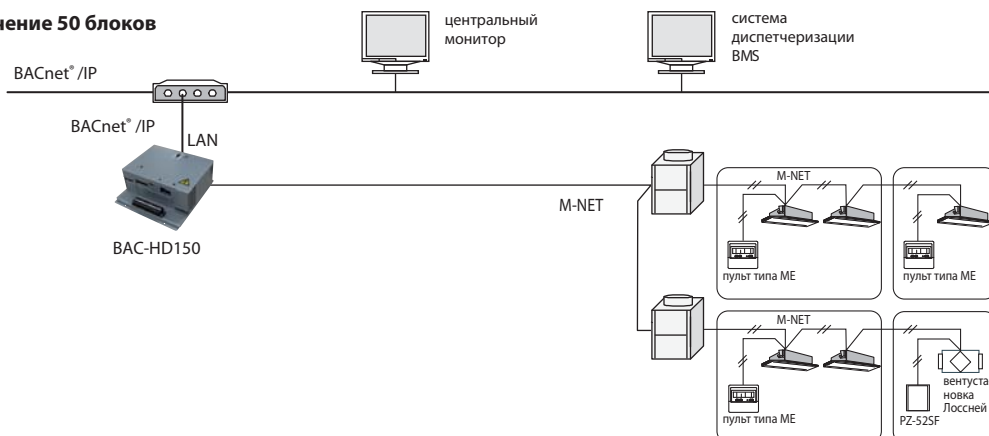 чение 50 блоков
центральный
монитор
система
диспетчеризации
BMS
BACnet® /IP
BACnet® /IP
LAN
BAC-HD150
M-NET
M-NET
пульт типа ME
пульт типа ME
M-NET
пульт типа ME
PZ-52SF
вентуста
новка
Лоссней